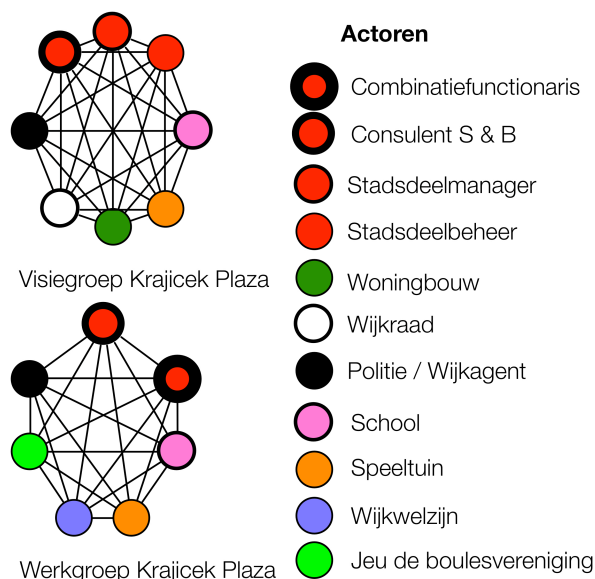 Actoren
Combinatiefunctionaris
Consulent S & B
Stadsdeelmanager
Stadsdeelbeheer
Woningbouw
Wijkraad
Politie / Wijkagent
School
Speeltuin
Wijkwelzijn
Jeu de boulesvereniging
Visiegroep Krajicek Plaza
Werkgroep Krajicek Plaza